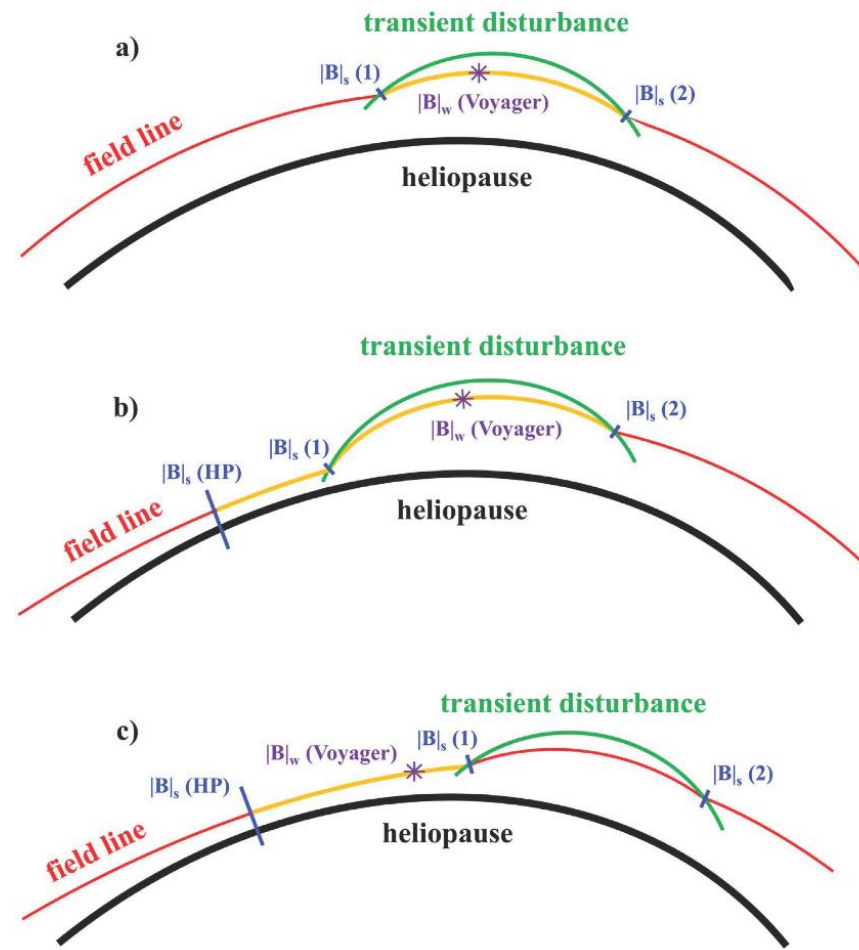 transient disturbance
a)
|B|s (1)
|B|s (2)
|B|w (Voyager)
field line
heliopause
transient disturbance
b)
|B|s (2)
|B|w (Voyager)
|B|s (1)
|B|s (HP)
heliopause
field line
transient disturbance
c)
|B|w (Voyager)
|B|s (1)
|B|s (HP)
|B|s (2)
heliopause
field line